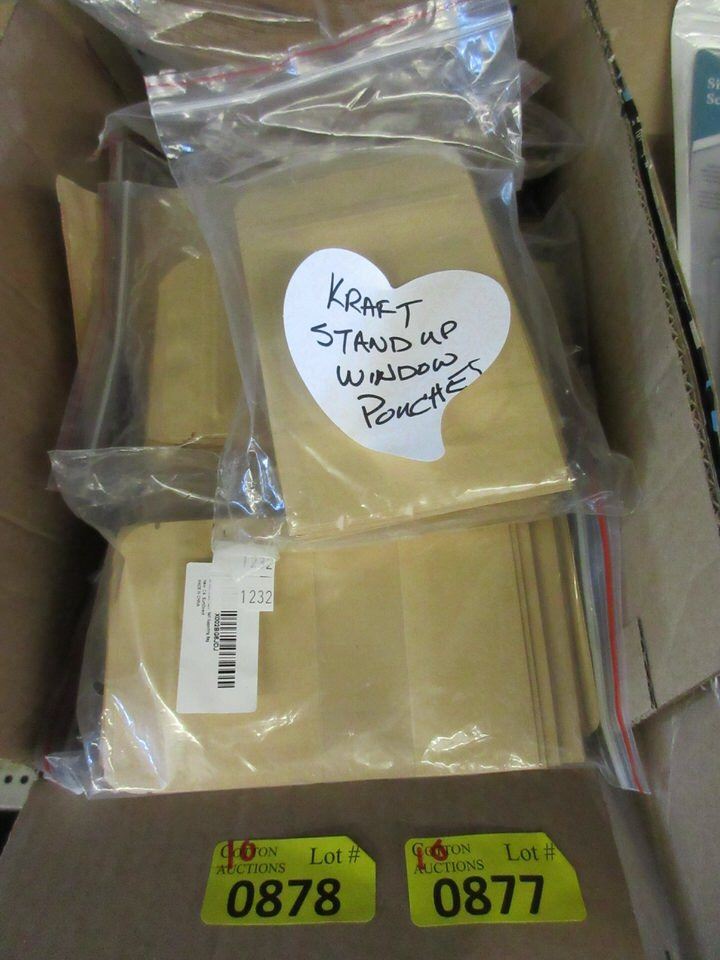 KRAFT
STAND UP
WINDOW
POUCHES
1232
1232
16
COTTON
AUCTIONS
Lot #
0878
16
COTTON
AUCTIONS
Lot #
0877